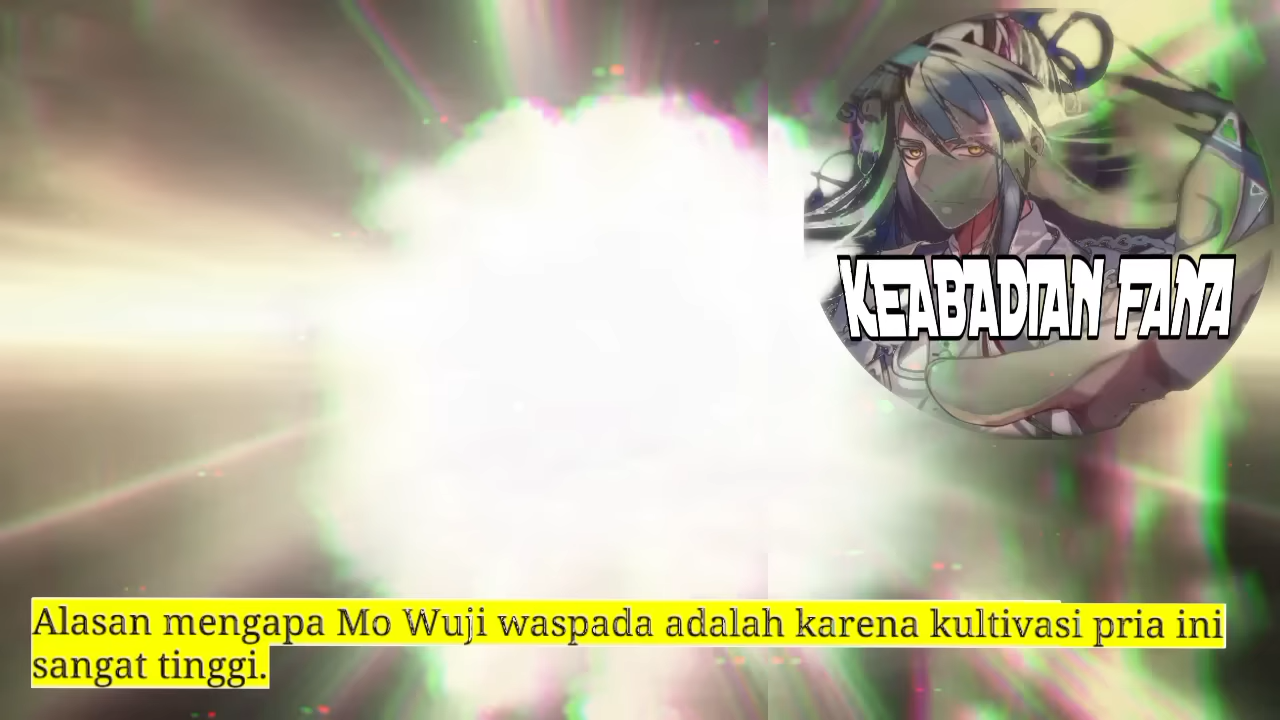 KEABADIAN FANA
Alasan mengapa Mo Wuji waspada adalah karena kultivasi pria ini
sangat tinggi.